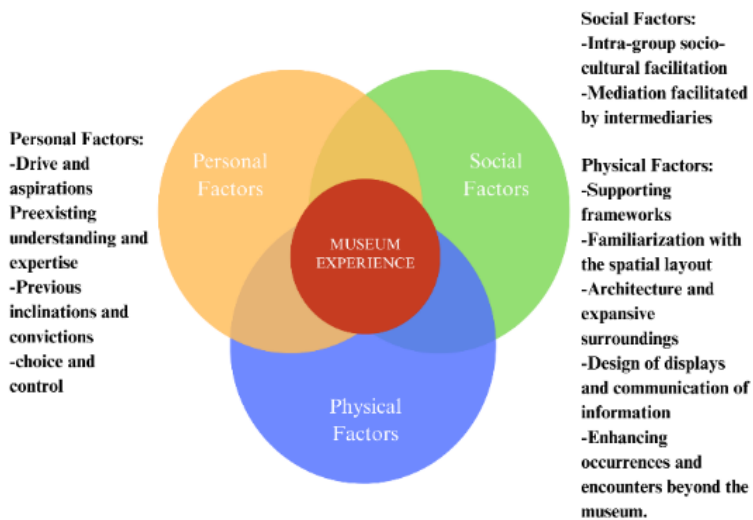 Personal Factors:
-Drive and
aspirations
Preexisting
understanding and
expertise
-Previous
inclinations and
convictions
-choice and
control
Personal
Factors
Social
Factors
MUSEUM
EXPERIENCE
Physical
Factors
Social Factors:
-Intra-group socio-
cultural facilitation
-Mediation facilitated
by intermediaries
Physical Factors:
-Supporting
frameworks
-Familiarization with
the spatial layout
-Architecture and
expansive
surroundings
-Design of displays
and communication of
information
-Enhancing
occurrences and
encounters beyond the
museum.